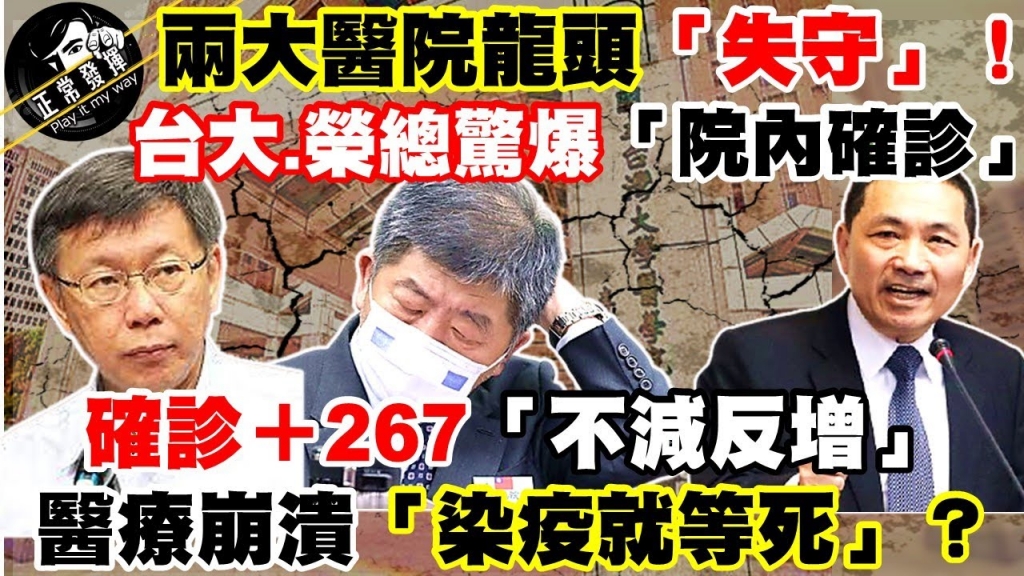 正常發揮
Play it my way
兩大醫院龍頭「失守」！
台大.榮總驚爆「院內確診」
確診＋267「不減反增」
醫療崩潰「染疫就等死」？